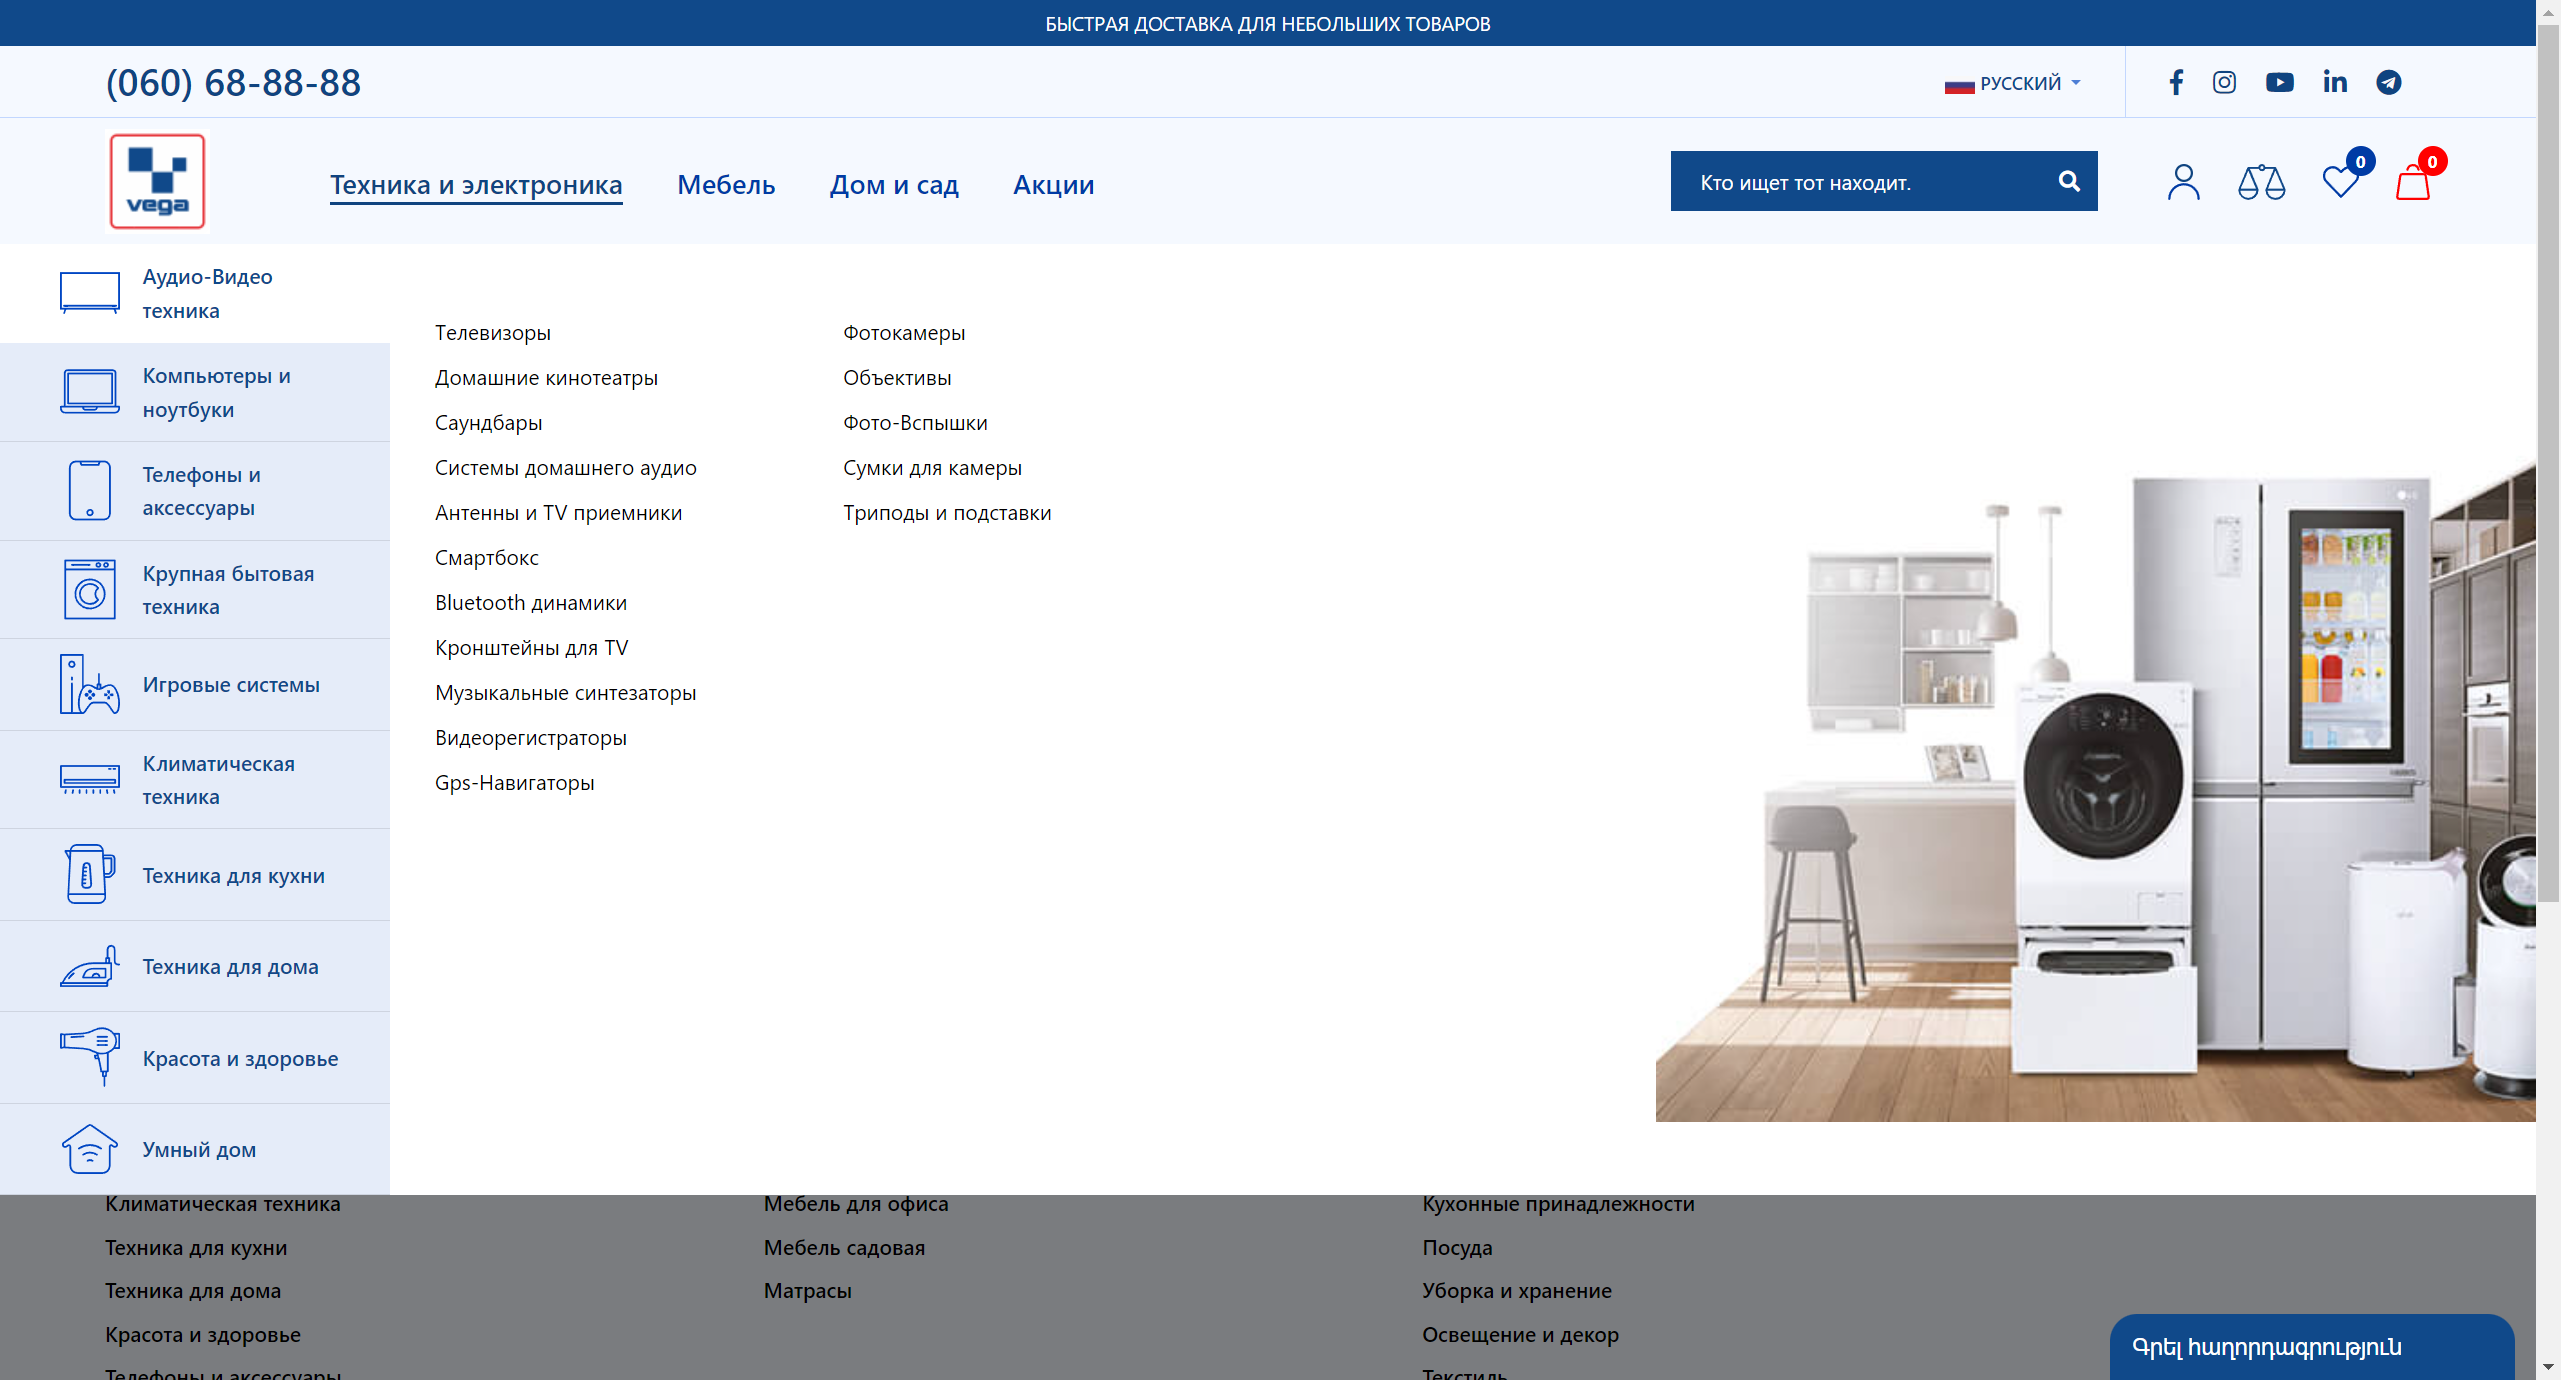 БЫСТРАЯ ДОСТАВКА ДЛЯ НЕБОЛЬШИХ ТОВАРОВ
(060) 68-88-88
РУССКИЙ
vega
Техника и электроника
Мебель
Дом и сад
Акции
Кто ищет тот находит.
0
0
Аудио-Видео
техника
Компьютеры и
ноутбуки
Телефоны и
аксессуары
Крупная бытовая
техника
Игровые системы
Климатическая
техника
Техника для кухни
Техника для дома
Красота и здоровье
Умный дом
Телевизоры
Домашние кинотеатры
Саундбары
Системы домашнего аудио
Антенны и TV приемники
Смартбокс
Bluetooth динамики
Кронштейны для TV
Музыкальные синтезаторы
Видеорегистраторы
Gps-Навигаторы
Фотокамеры
Объективы
Фото-Вспышки
Сумки для камеры
Триподы и подставки
Климатическая техника
Техника для кухни
Техника для дома
Красота и здоровье
Телефоны и аксессуары
Мебель для офиса
Мебель садовая
Матрасы
Кухонные принадлежности
Посуда
Уборка и хранение
Освещение и декор
Текстиль
Գրել հաղորդագրություն